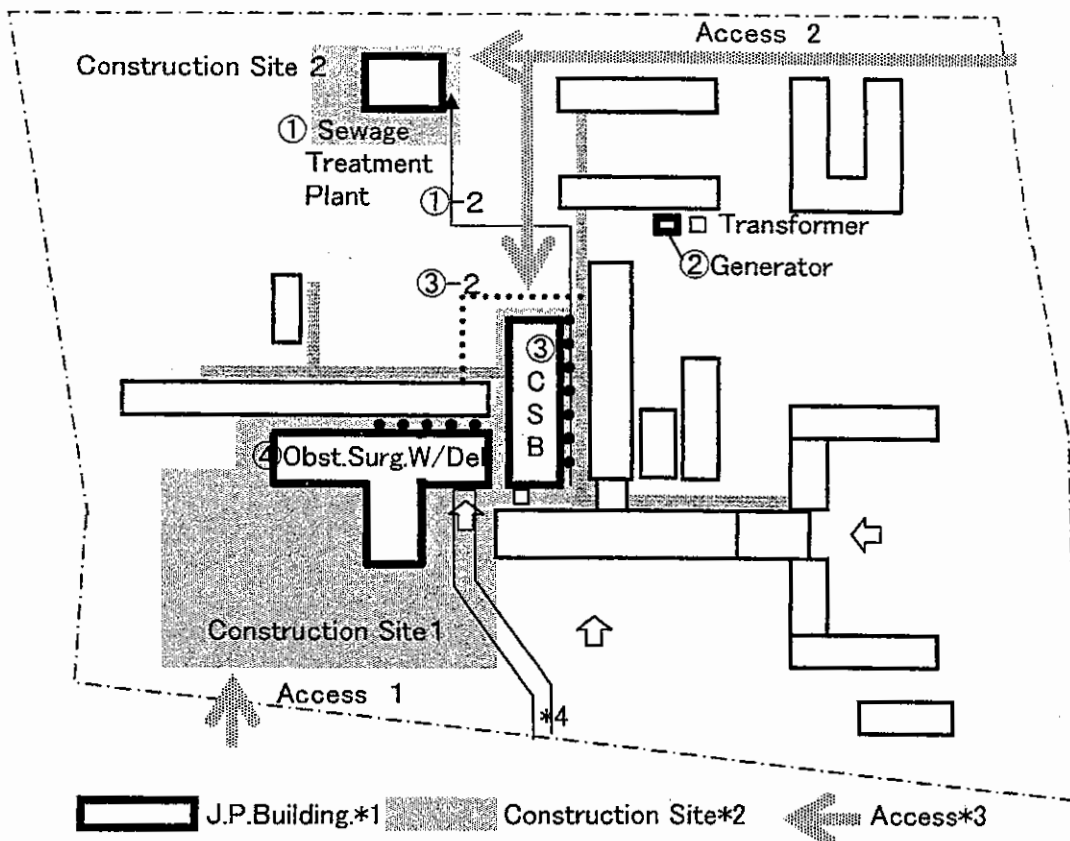 Access 2
Construction Site 2
① Sewage
Treatment
Plant
①-2
Transformer
②Generator
③-2
③
C
S
B
④Obst.Surg.W/Del
Construction Site1
Access 1
*4
J.P.Building.*1
Construction Site*2
Access*3